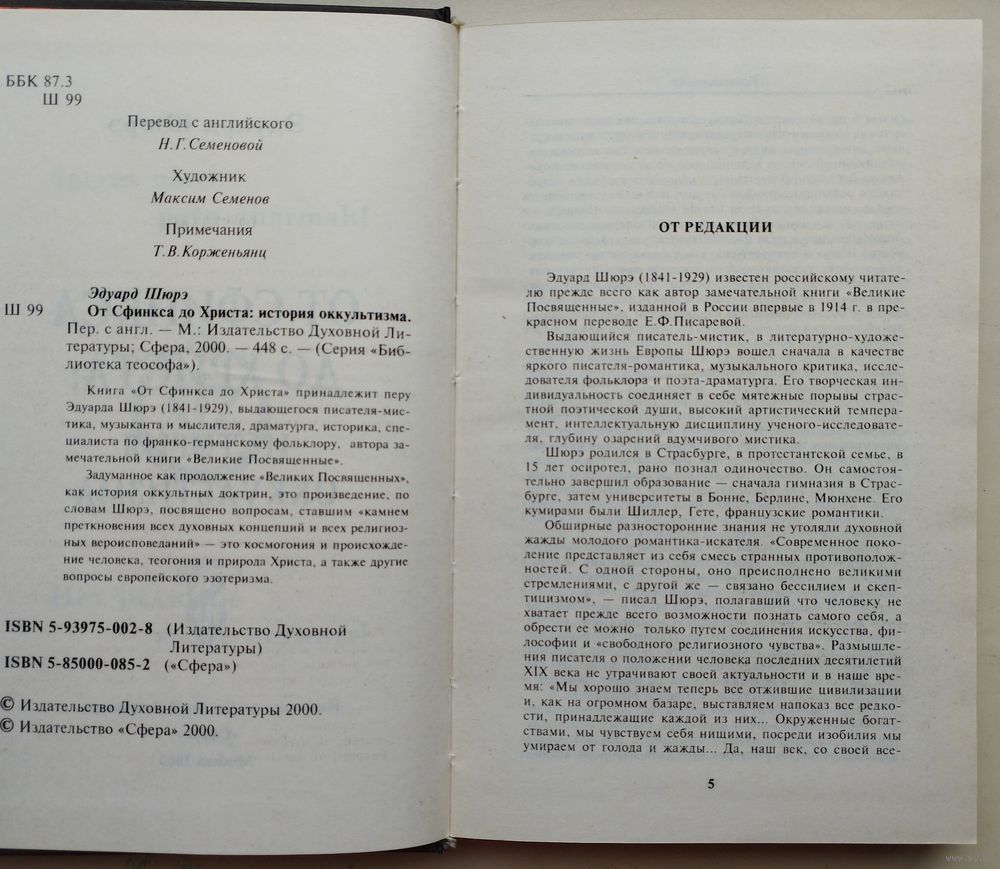 ББК 87.3
Ш 99
Перевод с английского
Н.Г.Семеновой
Художник
Максим Семенов
Примечания
Т.В.Корженьянц
Эдуард Шюрэ
Ш 99 От Сфинкса до Христа: история оккультизма.
Пер. с англ. — М.: Издательство Духовной Ли-
тературы; Сфера, 2000. — 448 с. — (Серия «Биб-
лиотека теософа»).
Книга «От Сфинкса до Христа» принадлежит перу
Эдуарда Шюрэ (1841-1929), выдающегося писателя-мис-
тика, музыканта и мыслителя, драматурга, историка, спе-
циалиста по франко-германскому фольклору, автора за-
мечательной книги «Великие Посвященные».
Задуманное как продолжение «Великих Посвященных»,
как история оккультных доктрин, это произведение, по
словам Шюрэ, посвящено вопросам, ставшим «камнем
преткновения всех духовных концепций и всех религиоз-
ных вероисповеданий» — это космогония и происхожде-
ние человека, теогония и природа Христа, а также другие
вопросы европейского эзотеризма.
ISBN 5-93975-002-8 (Издательство Духовной
Литературы)
ISBN 5-85000-085-2 («Сфера»)
© Издательство Духовной Литературы 2000.
© Издательство «Сфера» 2000.
ОТ РЕДАКЦИИ
Эдуард Шюрэ (1841-1929) известен российскому читате-
лю прежде всего как автор замечательной книги «Великие
Посвященные», изданной в России впервые в 1914 г. в пре-
красном переводе Е.Ф.Писаревой.
Выдающийся писатель-мистик, в литературно-художе-
ственную жизнь Европы Шюрэ вошел сначала в качестве
яркого писателя-романтика, музыкального критика, иссле-
дователя фольклора и поэта-драматурга. Его творческая ин-
дивидуальность соединяет в себе мятежные порывы страс-
тной поэтической души, высокий артистический темпера-
мент, интеллектуальную дисциплину ученого-исследовате-
ля, глубину озарений вдумчивого мистика.
Шюрэ родился в Страсбурге, в протестантской семье, в
15 лет осиротел, рано познал одиночество. Он самостоя-
тельно завершил образование — сначала гимназия в Страс-
бурге, затем университеты в Бонне, Берлине, Мюнхене. Его
кумирами были Шиллер, Гете, французские романтики.
Обширные разносторонние знания не утоляли духовной
жажды молодого романтика-искателя. «Современное поко-
ление представляет из себя смесь странных противополож-
ностей. С одной стороны, оно преисполнено великими
стремлениями, с другой же — связано бессилием и скеп-
тицизмом», — писал Шюрэ, полагавший что человеку не
хватает прежде всего возможности познать самого себя, а
обрести ее можно только путем соединения искусства, фи-
лософии и «свободного религиозного чувства». Размышле-
ния писателя о положении человека последних десятилетий
XIX века не утрачивают своей актуальности и в наше вре-
мя: «Мы хорошо знаем теперь все отжившие цивилизации
и, как на огромном базаре, выставляем напоказ все редко-
сти, принадлежащие каждой из них... Окруженные богат-
ствами, мы чувствуем себя нищими, посреди изобилия мы
умираем от голода и жажды... Да, наш век, со своей все-
5